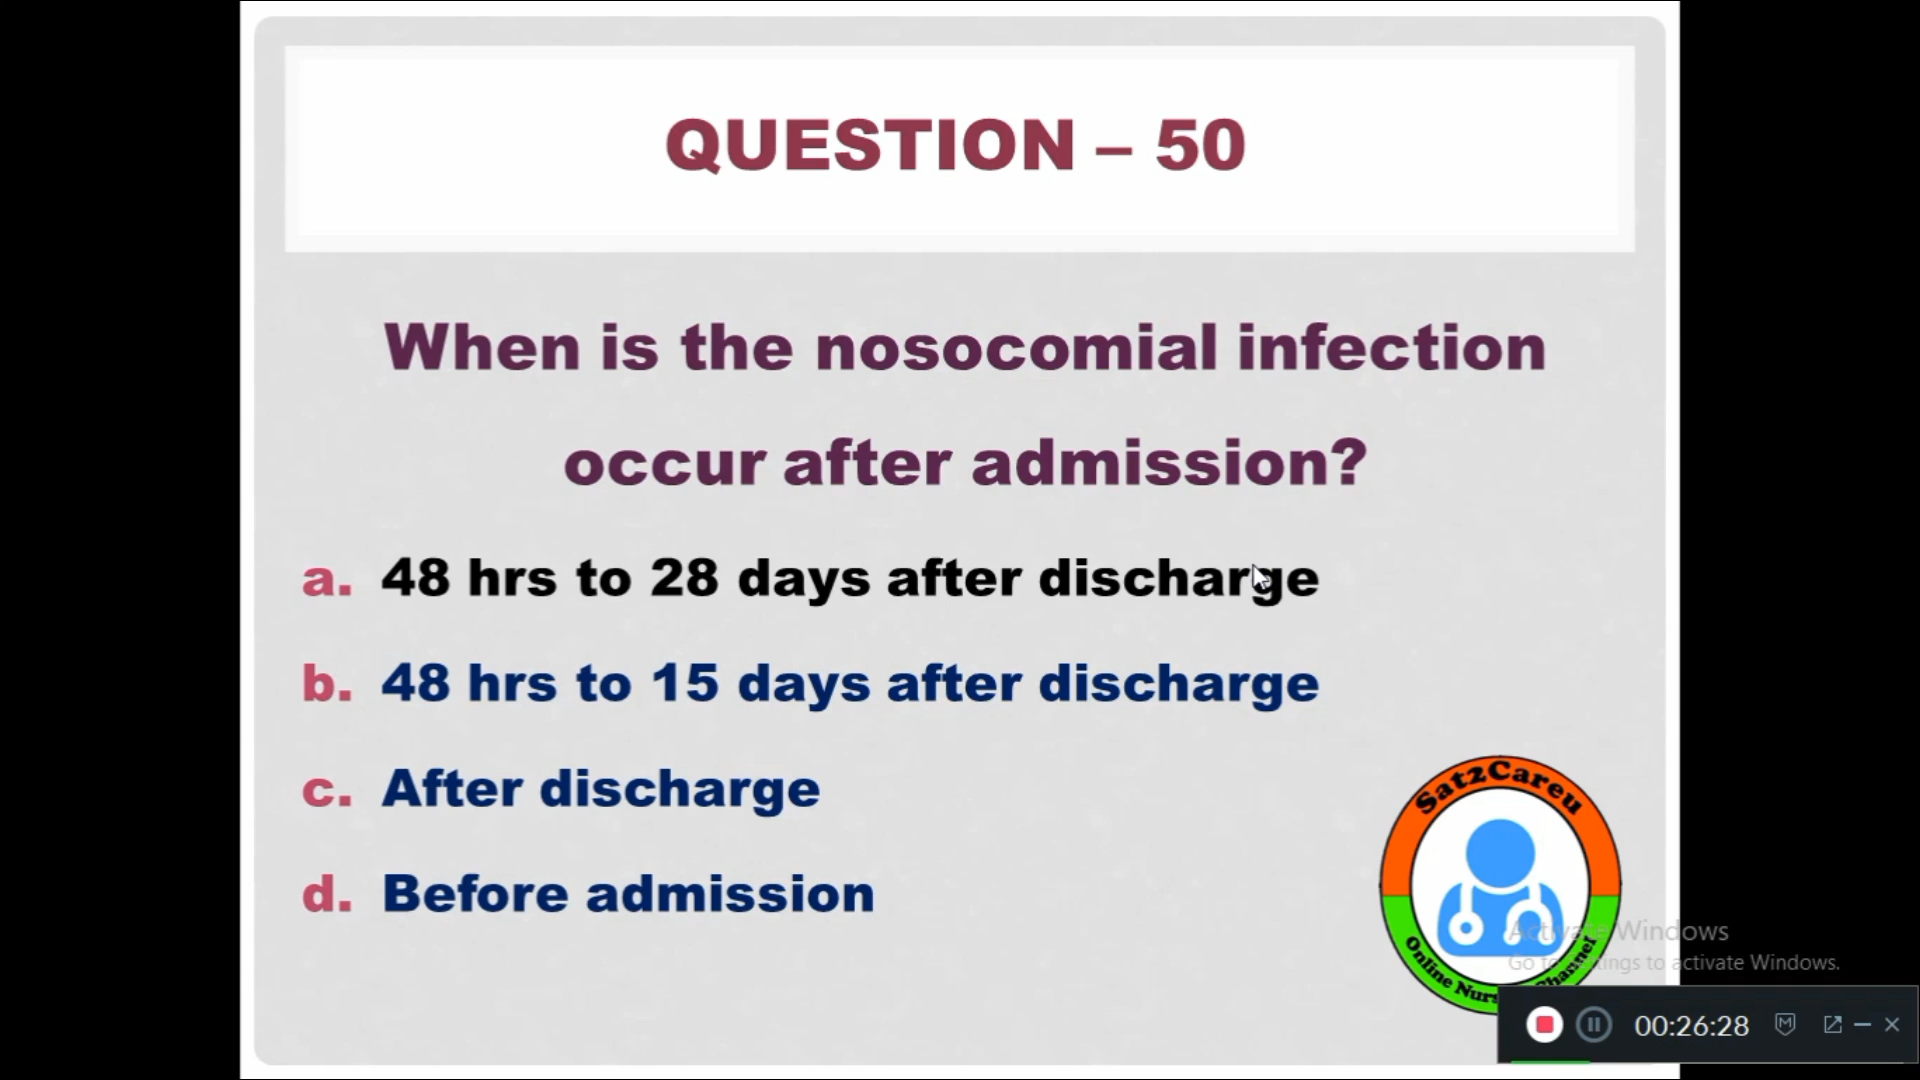 QUESTION – 50
When is the nosocomial infection
occur after admission?
a. 48 hrs to 28 days after discharge
b. 48 hrs to 15 days after discharge
c. After discharge
d. Before admission
Sat2Careu
Online
Activate Windows
Go to Settings to activate Windows.
00:26:28